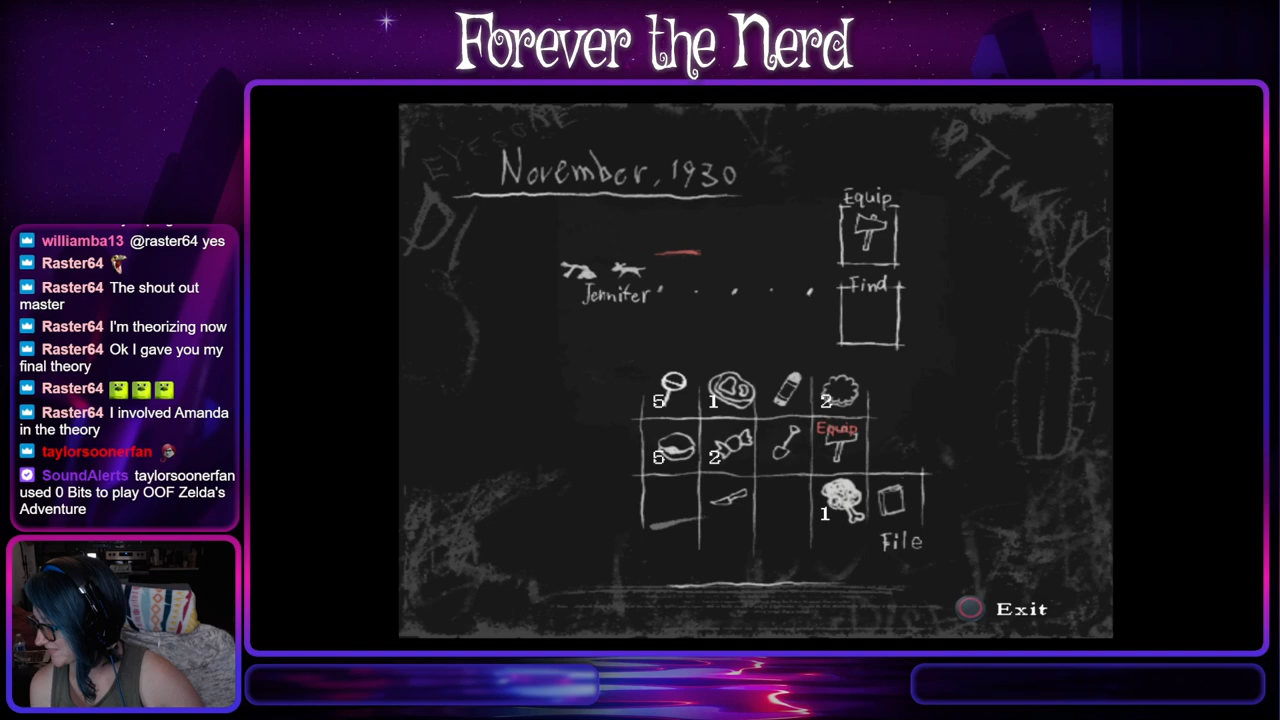 Forever the Nerd
williamba13 @raster64 yes
Raster64
Raster64 The shout out
master
Raster64 I'm theorizing now
Raster64 Ok I gave you my
final theory
Raster64
Raster64 I involved Amanda
in the theory
taylorsoonerfan
SoundAlerts taylorsoonerfan
used 0 Bits to play OOF Zelda's
Adventure
EYESORE
November, 1930
Equip
Jennifer
Find
5
1
2
Equip
6
2
1
File
Exit